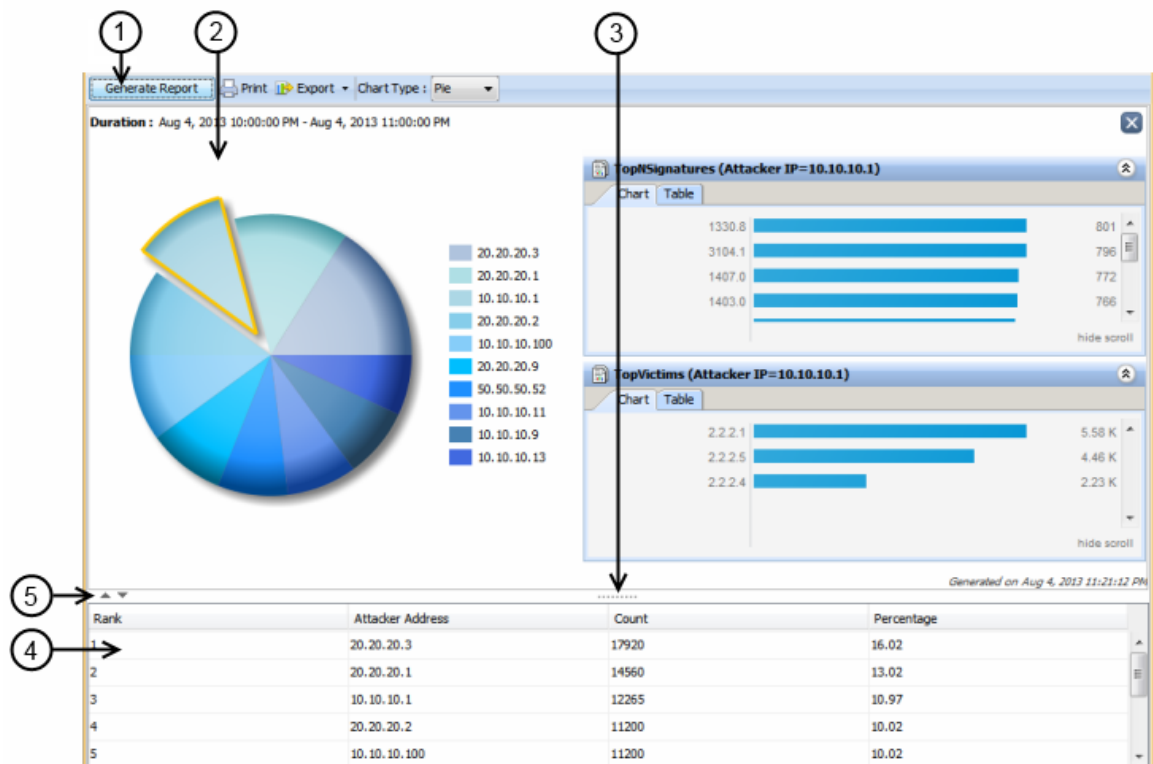 1 2 3
Generate Report Print Export Chart Type : Pie
Duration : Aug 4, 2013 10:00:00 PM - Aug 4, 2013 11:00:00 PM
20.20.20.3
20.20.20.1
10.10.10.1
20.20.20.2
10.10.10.100
20.20.20.9
50.50.50.52
10.10.10.11
10.10.10.9
10.10.10.13
TopNSignatures (Attacker IP=10.10.10.1)
Chart Table
1330.8 801
3104.1 796
1407.0 772
1403.0 766
hide scroll
TopVictims (Attacker IP=10.10.10.1)
Chart Table
2.2.2.1 5.58 K
2.2.2.5 4.46 K
2.2.2.4 2.23 K
hide scroll
Generated on Aug 4, 2013 11:21:12 PM
5
Rank Attacker Address Count Percentage
4
1 20.20.20.3 17920 16.02
2 20.20.20.1 14560 13.02
3 10.10.10.1 12265 10.97
4 20.20.20.2 11200 10.02
5 10.10.10.100 11200 10.02